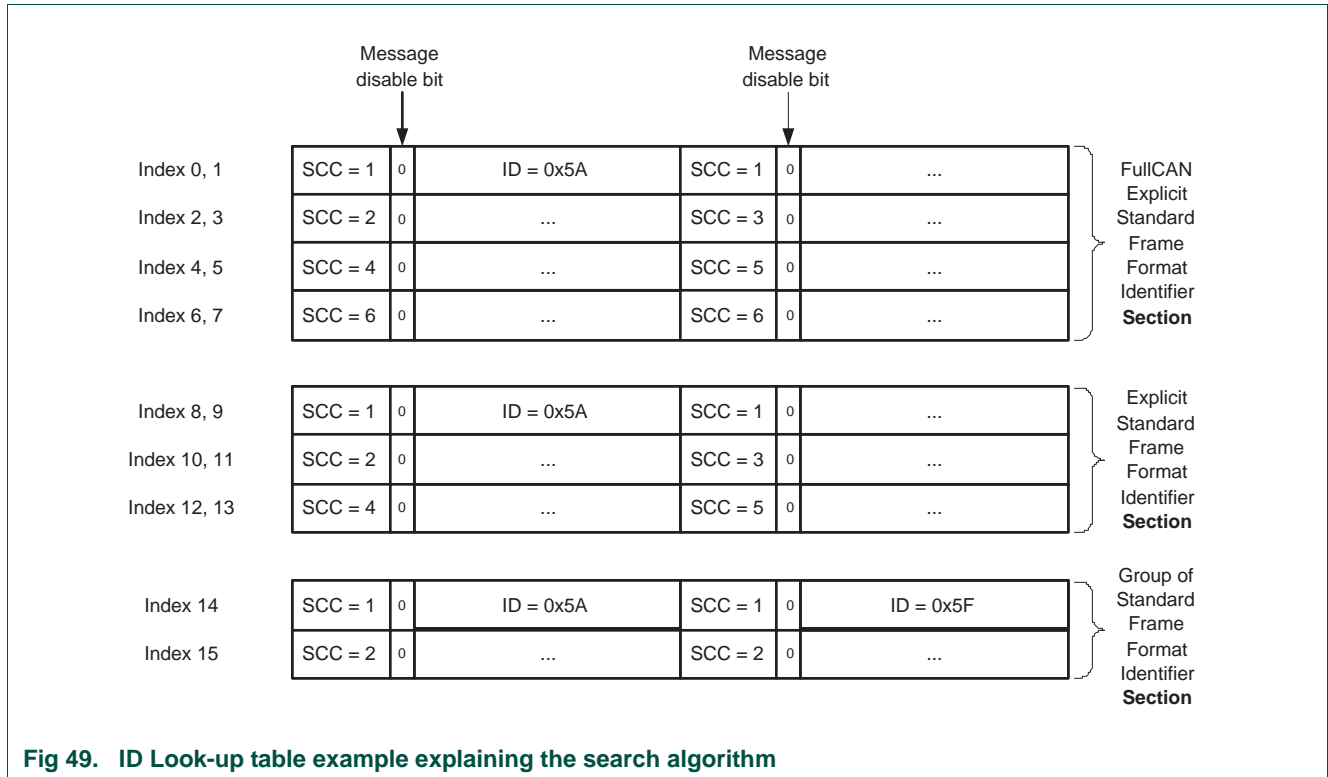 Message
disable bit
Message
disable bit
Index 0, 1 SCC = 1 0 ID = 0x5A SCC = 1 0 ...
Index 2, 3 SCC = 2 0 ... SCC = 3 0 ...
Index 4, 5 SCC = 4 0 ... SCC = 5 0 ...
Index 6, 7 SCC = 6 0 ... SCC = 6 0 ...
FullCAN
Explicit
Standard
Frame
Format
Identifier
Section
Index 8, 9 SCC = 1 0 ID = 0x5A SCC = 1 0 ...
Index 10, 11 SCC = 2 0 ... SCC = 3 0 ...
Index 12, 13 SCC = 4 0 ... SCC = 5 0 ...
Explicit
Standard
Frame
Format
Identifier
Section
Index 14 SCC = 1 0 ID = 0x5A SCC = 1 0 ID = 0x5F
Index 15 SCC = 2 0 ... SCC = 2 0 ...
Group of
Standard
Frame
Format
Identifier
Section
Fig 49. ID Look-up table example explaining the search algorithm